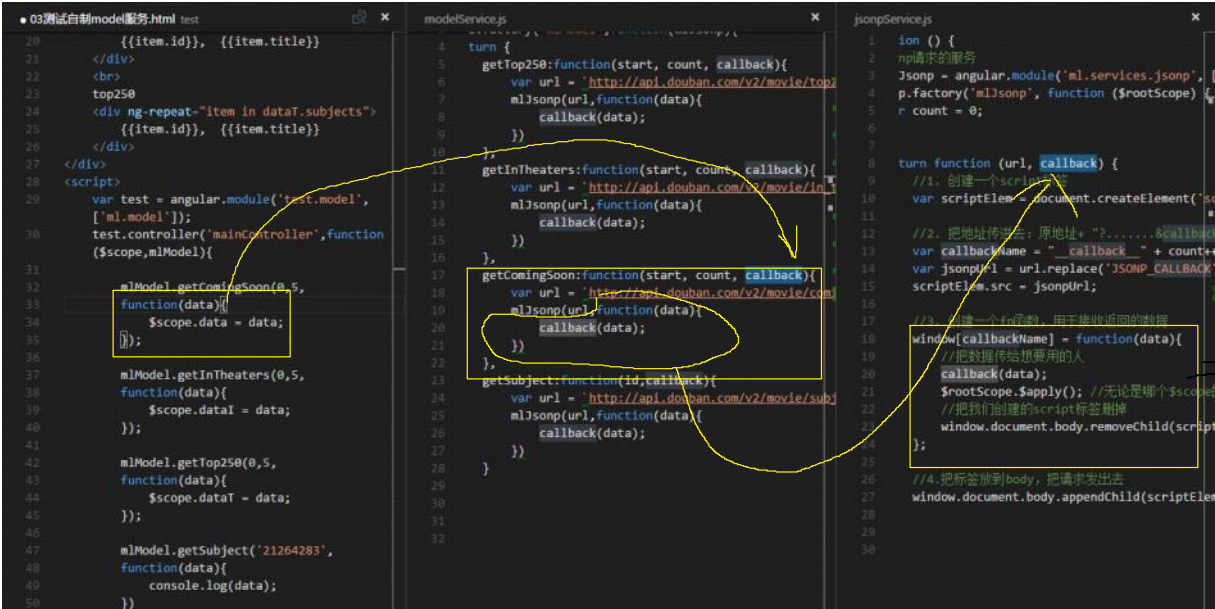 03测试自制model服务.html test
20 {{item.id}}, {{item.title}}
21 </div>
22 <br>
23 top250
24 <div ng-repeat="item in dataT.subjects">
25 {{item.id}}, {{item.title}}
26 </div>
27 </div>
28 <script>
29 var test = angular.module('test.model',
['ml.model']);
30 test.controller('mainController',function
($scope,mlModel){
31
32 mlModel.getComingSoon(0,5,
33 function(data){
34 $scope.data = data;
35 });
36
37 mlModel.getInTheaters(0,5,
38 function(data){
39 $scope.dataI = data;
40 });
41
42 mlModel.getTop250(0,5,
43 function(data){
44 $scope.dataT = data;
45 });
46
47 mlModel.getSubject('21264283',
48 function(data){
49 console.log(data);
50 })
modelService.js
4 turn {
5 getTop250:function(start, count, callback){
6 var url = `http://api.douban.com/v2/movie/top2
7 mlJsonp(url,function(data){
8 callback(data);
9 })
10 },
11 getInTheaters:function(start, count, callback){
12 var url = `http://api.douban.com/v2/movie/in_t
13 mlJsonp(url,function(data){
14 callback(data);
15 })
16 },
17 getComingSoon:function(start, count, callback){
18 var url = `http://api.douban.com/v2/movie/com
19 mlJsonp(url,function(data){
20 callback(data);
21 })
22 },
23 getSubject:function(id,callback){
24 var url = `http://api.douban.com/v2/movie/subj
25 mlJsonp(url,function(data){
26 callback(data);
27 })
28 }
29
30
31
32
jsonpService.js
1 ion () {
2 np请求的服务
3 Jsonp = angular.module('ml.services.jsonp', [
4 p.factory('mlJsonp', function ($rootScope) {
5 r count = 0;
6
7
8 turn function (url, callback) {
9 //1. 创建一个script标签
10 var scriptElem = document.createElement('sc
11
12 //2. 把地址传进去：原地址+ "?.......&callback
13 var callbackName = "__callback__" + count++
14 var jsonpUrl = url.replace('JSONP_CALLBACK'
15 scriptElem.src = jsonpUrl;
16
17 //3. 创建一个fn函数，用于接收返回的数据
18 window[callbackName] = function(data){
19 //把数据传给想要用的人
20 callback(data);
21 $rootScope.$apply(); //无论是哪个$scope的
22 //把我们创建的script标签删掉
23 window.document.body.removeChild(script
24 };
25
26 //4.把标签放到body，把请求发出去
27 window.document.body.appendChild(scriptElem
28
29
30